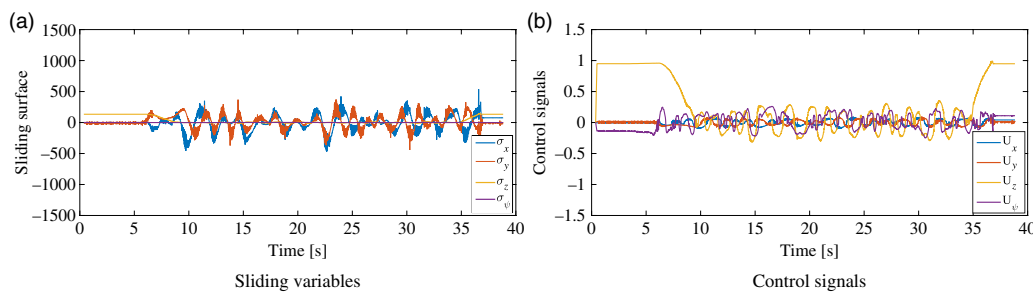 (a)
1500
1000
500
0
−500
−1000
−1500
Sliding surface
0 5 10 15 20 25 30 35 40
Time [s]
σx
σy
σz
σψ
Sliding variables
(b)
1.5
1
0.5
0
−0.5
−1
−1.5
Control signals
0 5 10 15 20 25 30 35 40
Time [s]
Ux
Uy
Uz
Uψ
Control signals